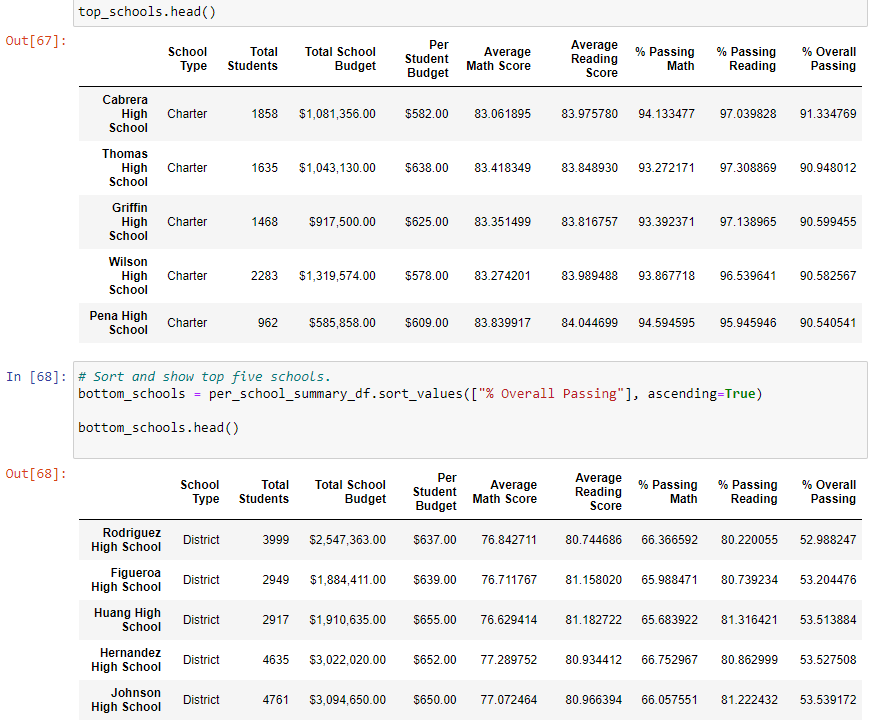 top_schools.head()
Out[67]:
School Type Total Students Total School Budget Per Student Budget Average Math Score Average Reading Score % Passing Math % Passing Reading % Overall Passing
Cabrera High School Charter 1858 $1,081,356.00 $582.00 83.061895 83.975780 94.133477 97.039828 91.334769
Thomas High School Charter 1635 $1,043,130.00 $638.00 83.418349 83.848930 93.272171 97.308869 90.948012
Griffin High School Charter 1468 $917,500.00 $625.00 83.351499 83.816757 93.392371 97.138965 90.599455
Wilson High School Charter 2283 $1,319,574.00 $578.00 83.274201 83.989488 93.867718 96.539641 90.582567
Pena High School Charter 962 $585,858.00 $609.00 83.839917 84.044699 94.594595 95.945946 90.540541
In [68]:
# Sort and show top five schools.
bottom_schools = per_school_summary_df.sort_values(["% Overall Passing"], ascending=True)
bottom_schools.head()
Out[68]:
School Type Total Students Total School Budget Per Student Budget Average Math Score Average Reading Score % Passing Math % Passing Reading % Overall Passing
Rodriguez High School District 3999 $2,547,363.00 $637.00 76.842711 80.744686 66.366592 80.220055 52.988247
Figueroa High School District 2949 $1,884,411.00 $639.00 76.711767 81.158020 65.988471 80.739234 53.204476
Huang High School District 2917 $1,910,635.00 $655.00 76.629414 81.182722 65.683922 81.316421 53.513884
Hernandez High School District 4635 $3,022,020.00 $652.00 77.289752 80.934412 66.752967 80.862999 53.527508
Johnson High School District 4761 $3,094,650.00 $650.00 77.072464 80.966394 66.057551 81.222432 53.539172